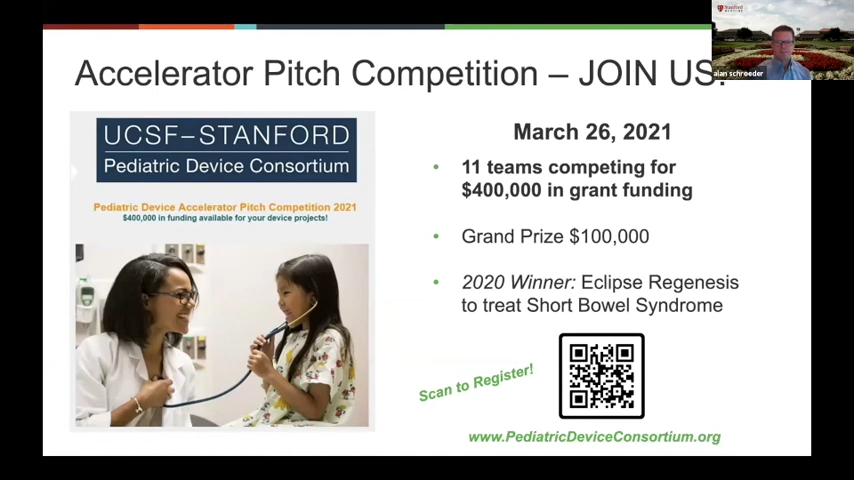 Accelerator Pitch Competition – JOIN US!
Stanford
alan schroeder
UCSF–STANFORD
Pediatric Device Consortium
Pediatric Device Accelerator Pitch Competition 2021
$400,000 in funding available for your device projects!
March 26, 2021
• 11 teams competing for
$400,000 in grant funding
• Grand Prize $100,000
• 2020 Winner: Eclipse Regenesis
to treat Short Bowel Syndrome
Scan to Register!
www.PediatricDeviceConsortium.org